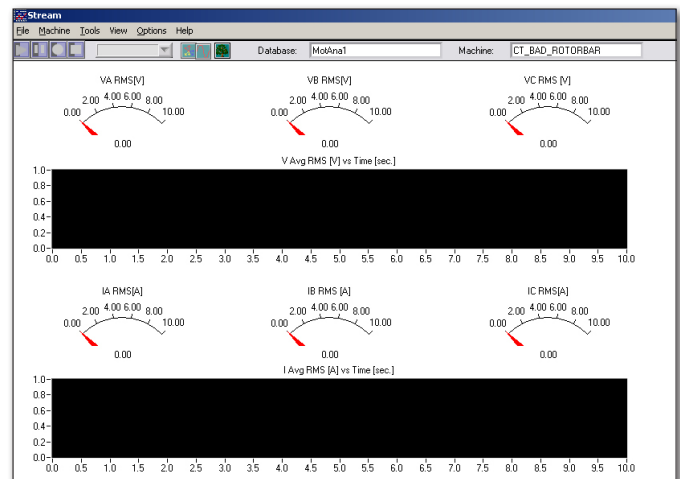 Stream
File Machine Tools View Options Help
Database: MotAna1 Machine: CT_BAD_ROTORBAR
VA RMS[V] VB RMS[V] VC RMS [V]
0.00 2.00 4.00 6.00 8.00 10.00 0.00 2.00 4.00 6.00 8.00 10.00 0.00 2.00 4.00 6.00 8.00 10.00
0.00 0.00 0.00
V Avg RMS [V] vs Time [sec.]
1.0
0.8
0.6
0.4
0.2
0.0
0.0 0.5 1.0 1.5 2.0 2.5 3.0 3.5 4.0 4.5 5.0 5.5 6.0 6.5 7.0 7.5 8.0 8.5 9.0 9.5 10.0
IA RMS[A] IB RMS [A] IC RMS[A]
0.00 2.00 4.00 6.00 8.00 10.00 0.00 2.00 4.00 6.00 8.00 10.00 0.00 2.00 4.00 6.00 8.00 10.00
0.00 0.00 0.00
I Avg RMS [A] vs Time [sec.]
1.0
0.8
0.6
0.4
0.2
0.0
0.0 0.5 1.0 1.5 2.0 2.5 3.0 3.5 4.0 4.5 5.0 5.5 6.0 6.5 7.0 7.5 8.0 8.5 9.0 9.5 10.0